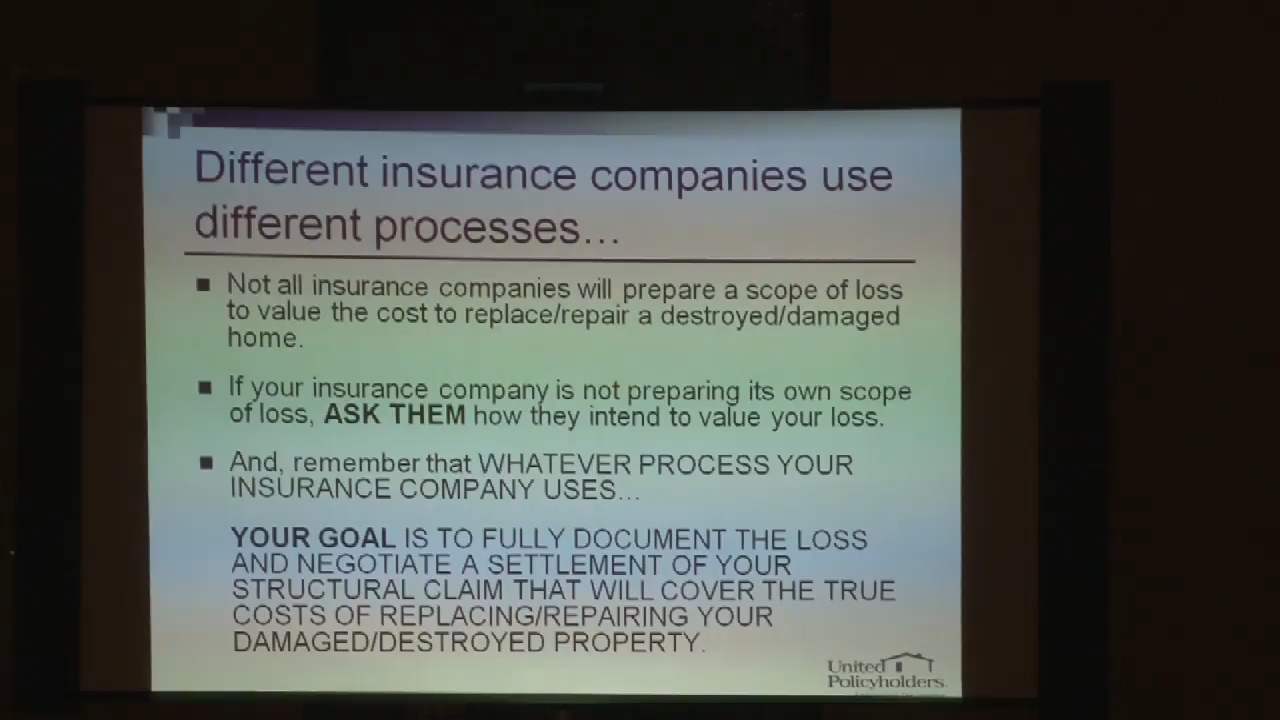 Different insurance companies use
different processes...
Not all insurance companies will prepare a scope of loss
to value the cost to replace/repair a destroyed/damaged
home.
If your insurance company is not preparing its own scope
of loss, ASK THEM how they intend to value your loss.
And, remember that WHATEVER PROCESS YOUR
INSURANCE COMPANY USES...
YOUR GOAL IS TO FULLY DOCUMENT THE LOSS
AND NEGOTIATE A SETTLEMENT OF YOUR
STRUCTURAL CLAIM THAT WILL COVER THE TRUE
COSTS OF REPLACING/REPAIRING YOUR
DAMAGED/DESTROYED PROPERTY.
United
Policyholders